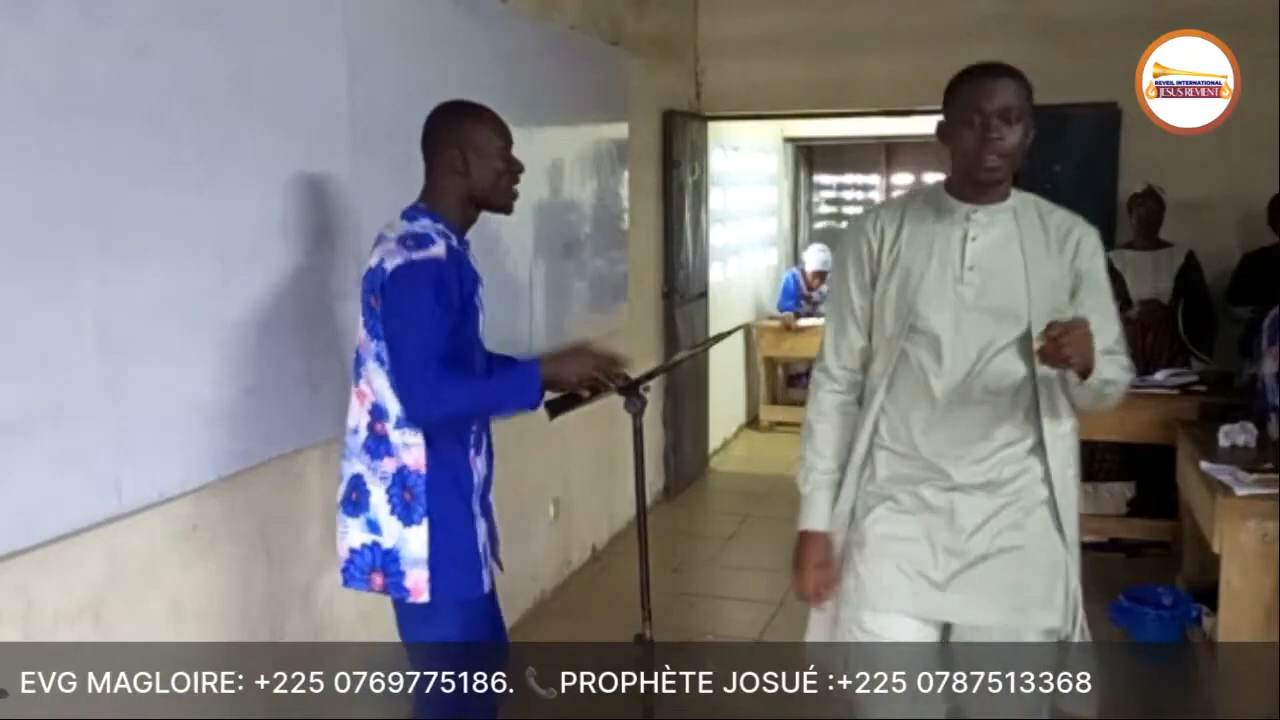 REVEIL INTERNATIONAL
JESUS REVIENT
EVG MAGLOIRE: +225 0769775186. 📞PROPHÈTE JOSUÉ :+225 0787513368